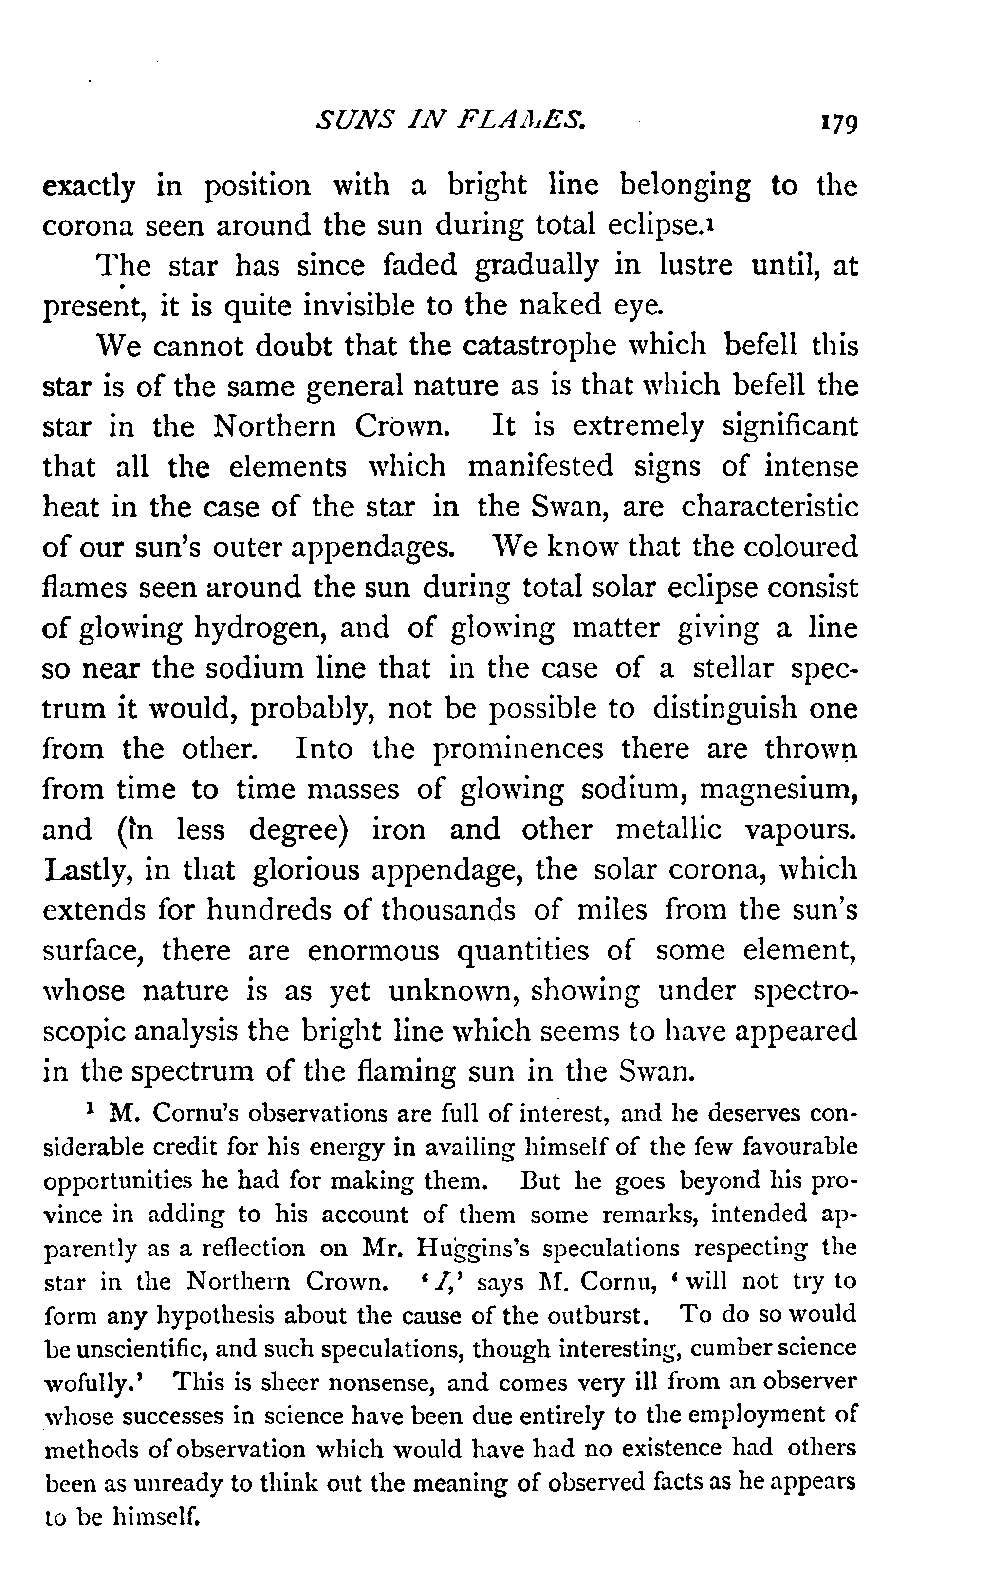 SUNS IN FLAMES. 179
exactly in position with a bright line belonging to the
corona seen around the sun during total eclipse.¹
The star has since faded gradually in lustre until, at
present, it is quite invisible to the naked eye.
We cannot doubt that the catastrophe which befell this
star is of the same general nature as is that which befell the
star in the Northern Crown. It is extremely significant
that all the elements which manifested signs of intense
heat in the case of the star in the Swan, are characteristic
of our sun's outer appendages. We know that the coloured
flames seen around the sun during total solar eclipse consist
of glowing hydrogen, and of glowing matter giving a line
so near the sodium line that in the case of a stellar spec-
trum it would, probably, not be possible to distinguish one
from the other. Into the prominences there are thrown
from time to time masses of glowing sodium, magnesium,
and (in less degree) iron and other metallic vapours.
Lastly, in that glorious appendage, the solar corona, which
extends for hundreds of thousands of miles from the sun's
surface, there are enormous quantities of some element,
whose nature is as yet unknown, showing under spectro-
scopic analysis the bright line which seems to have appeared
in the spectrum of the flaming sun in the Swan.
¹ M. Cornu's observations are full of interest, and he deserves con-
siderable credit for his energy in availing himself of the few favourable
opportunities he had for making them. But he goes beyond his pro-
vince in adding to his account of them some remarks, intended ap-
parently as a reflection on Mr. Huggins's speculations respecting the
star in the Northern Crown. 'I,' says M. Cornu, 'will not try to
form any hypothesis about the cause of the outburst. To do so would
be unscientific, and such speculations, though interesting, cumber science
wofully.' This is sheer nonsense, and comes very ill from an observer
whose successes in science have been due entirely to the employment of
methods of observation which would have had no existence had others
been as unready to think out the meaning of observed facts as he appears
to be himself.